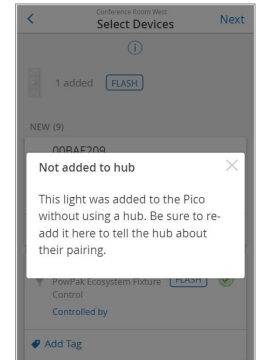 Conference Room West
Select Devices
Next
1 added
FLASH
NEW (9)
00BAE209
Not added to hub
This light was added to the Pico
without using a hub. Be sure to re-
add it here to tell the hub about
their pairing.
PowPak Ecosystem Fixture
Control
FLASH
Controlled by
Add Tag